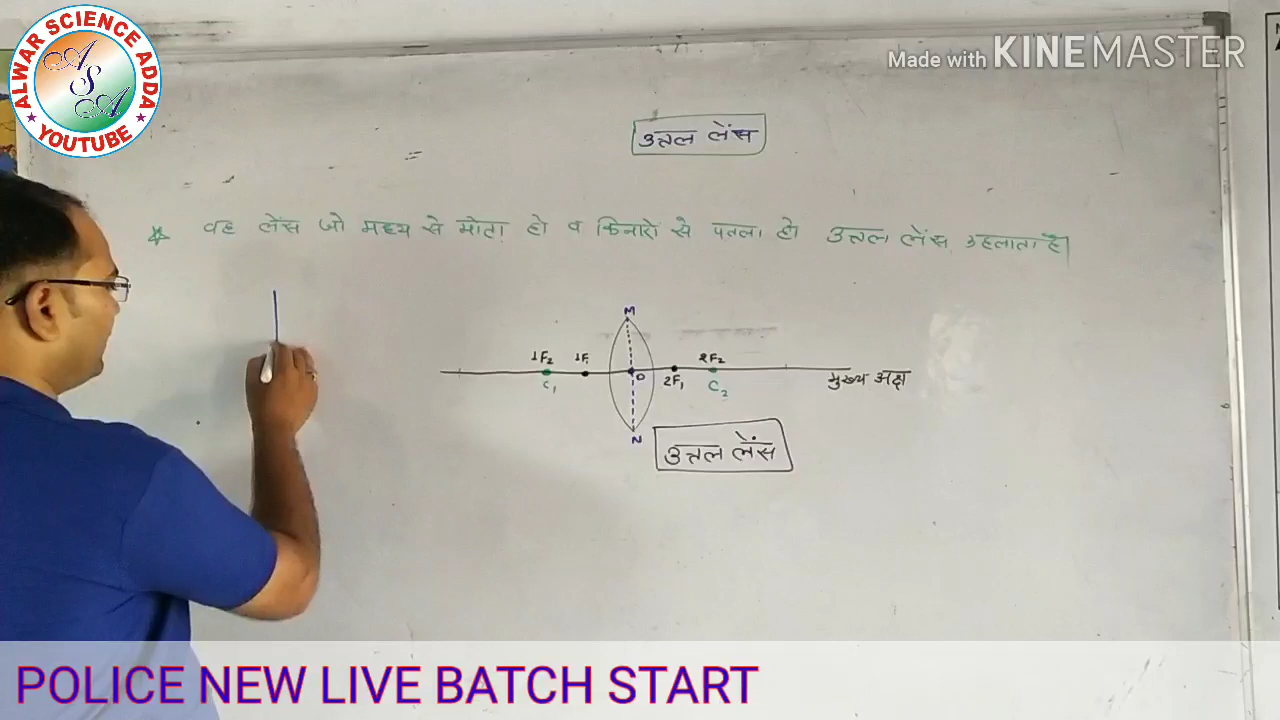 ALWAR SCIENCE ADDA
ASA
YOUTUBE
Made with KINEMASTER
उत्तल लेंस
* वह लेंस जो मध्य से मोटा हो व किनारों से पतला हो उत्तल लेंस कहलाता है।
M
1F2 1F1 2F2
O 2F1 मुख्य अक्ष
C1 C2
N
उत्तल लेंस
POLICE NEW LIVE BATCH START